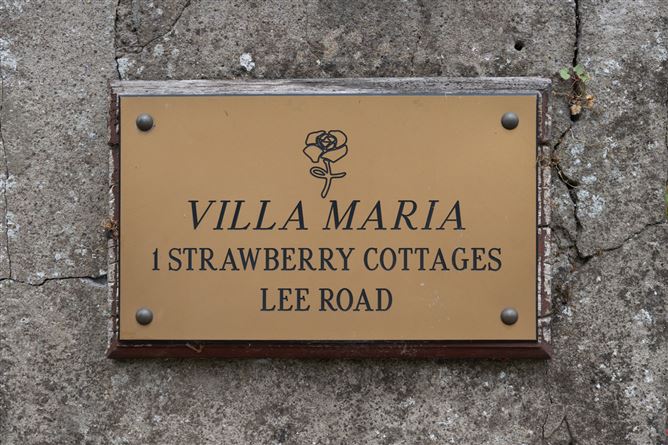 VILLA MARIA
1 STRAWBERRY COTTAGES
LEE ROAD